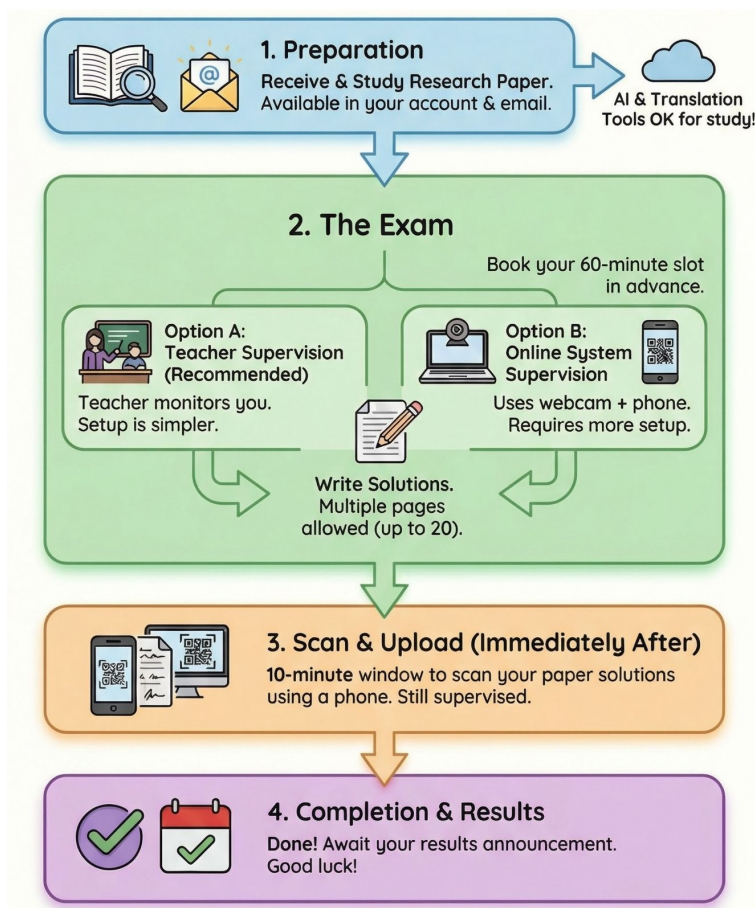 1. Preparation
Receive & Study Research Paper.
Available in your account & email.
AI & Translation
Tools OK for study!
2. The Exam
Book your 60-minute slot
in advance.
Option A:
Teacher Supervision
(Recommended)
Teacher monitors you.
Setup is simpler.
Option B:
Online System
Supervision
Uses webcam + phone.
Requires more setup.
Write Solutions.
Multiple pages
allowed (up to 20).
3. Scan & Upload (Immediately After)
10-minute window to scan your paper solutions
using a phone. Still supervised.
4. Completion & Results
Done! Await your results announcement.
Good luck!